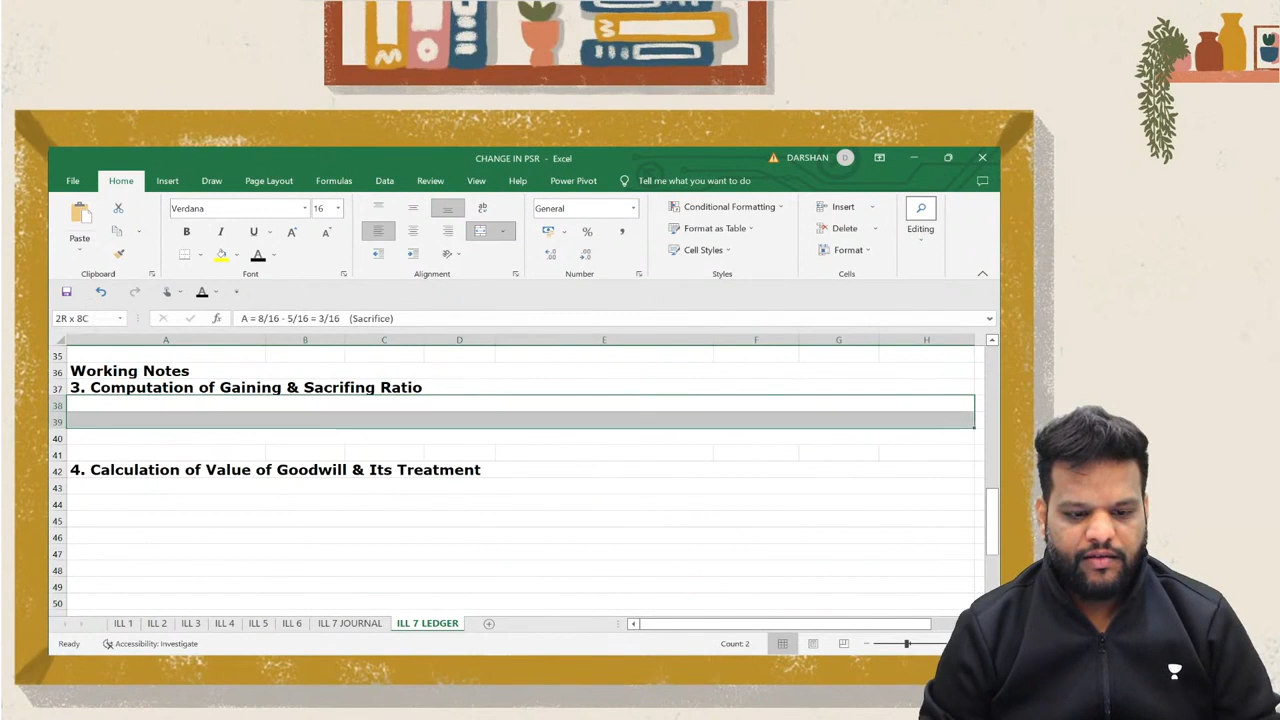 CHANGE IN PSR - Excel
DARSHAN D
File Home Insert Draw Page Layout Formulas Data Review View Help Power Pivot Tell me what you want to do
Verdana 16 General Conditional Formatting Insert
Paste B I U A A % , Format as Table Delete Editing
A Cell Styles Format
Clipboard Font Alignment Number Styles Cells
2R x 8C fx A = 8/16 - 5/16 = 3/16 (Sacrifice)
A B C D E F G H
35
36 Working Notes
37 3. Computation of Gaining & Sacrifing Ratio
38
39
40
41
42 4. Calculation of Value of Goodwill & Its Treatment
43
44
45
46
47
48
49
50
ILL 1 ILL 2 ILL 3 ILL 4 ILL 5 ILL 6 ILL 7 JOURNAL ILL 7 LEDGER
Ready Accessibility: Investigate Count: 2